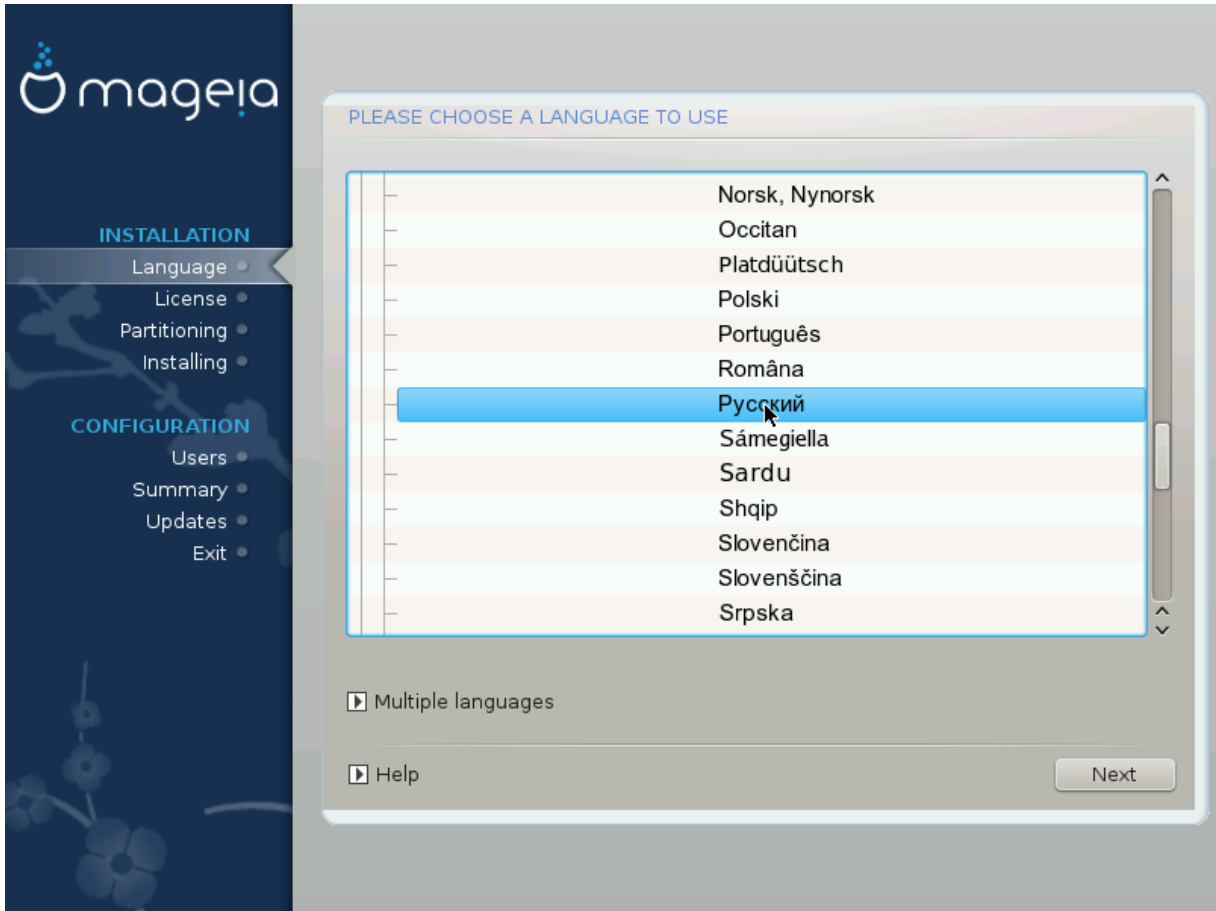 mageia
INSTALLATION
Language
License
Partitioning
Installing
CONFIGURATION
Users
Summary
Updates
Exit
PLEASE CHOOSE A LANGUAGE TO USE
Norsk, Nynorsk
Occitan
Platdüütsch
Polski
Português
Româna
Русский
Sámegiella
Sardu
Shqip
Slovenčina
Slovenščina
Srpska
Multiple languages
Help
Next